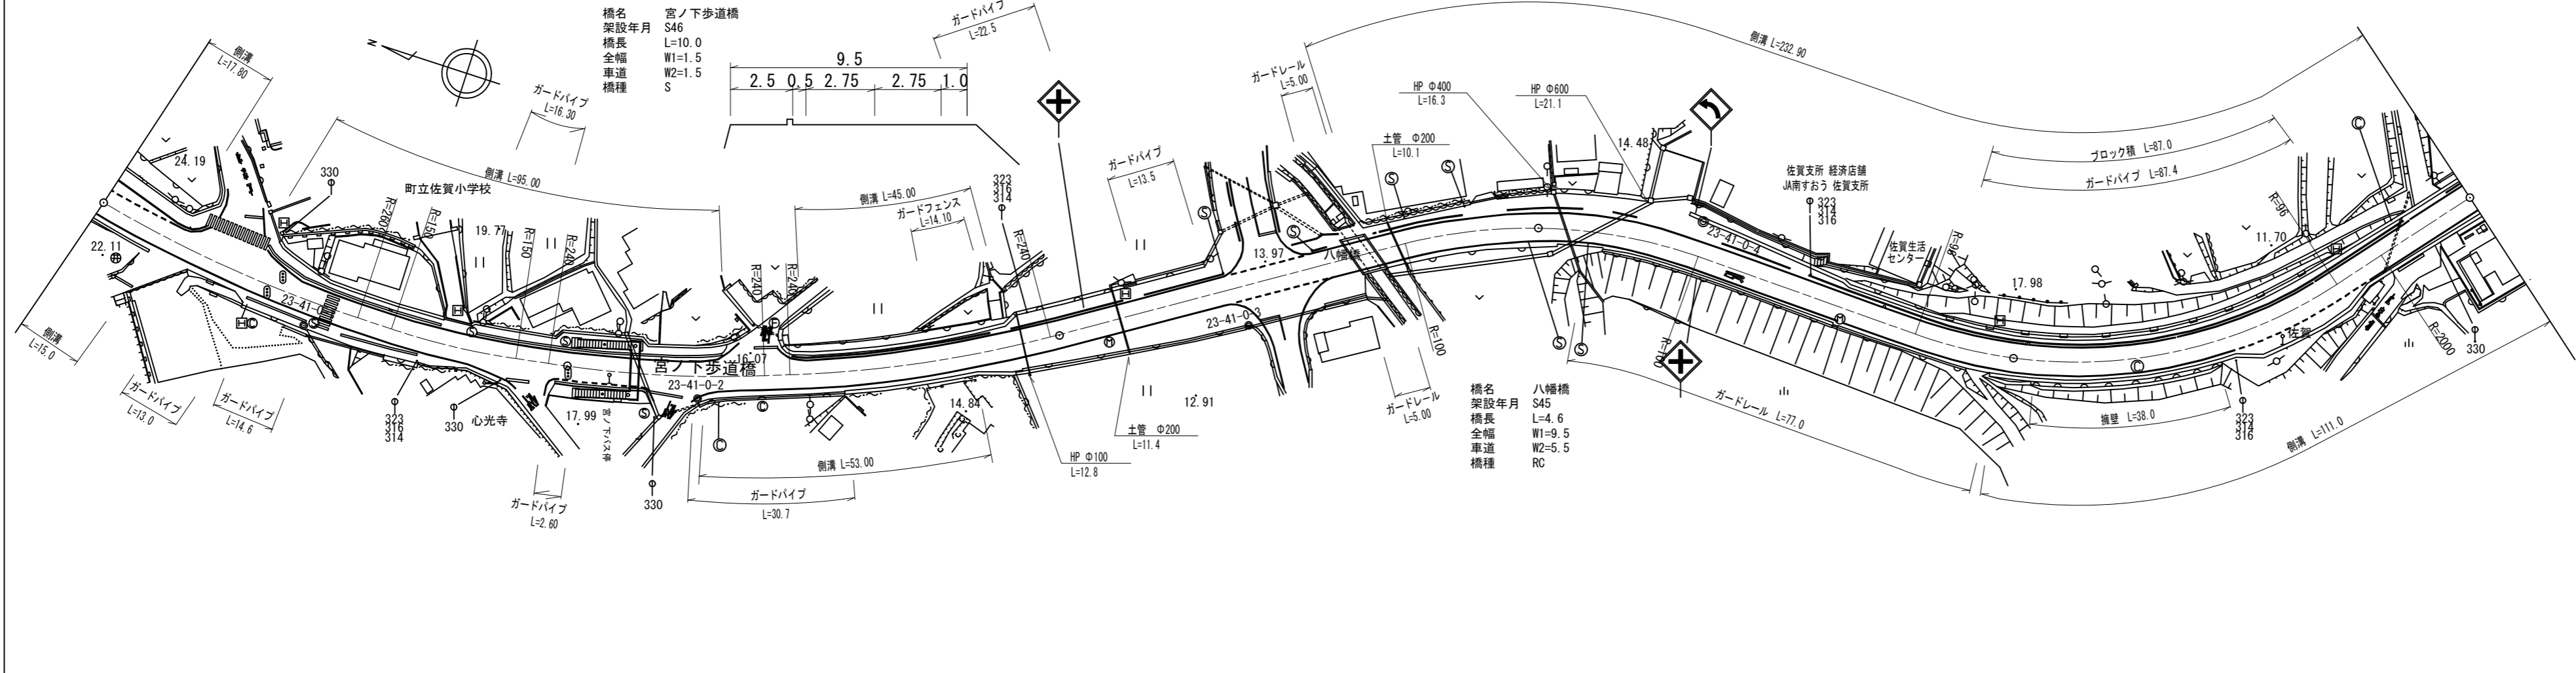 橋名 宮ノ下歩道橋
架設年月 S46
橋長 L=10.0
全幅 W1=1.5
車道 W2=1.5
橋種 S
9.5
2.5 0.5 2.75 2.75 1.0
ガードパイプ
L=22.5
側溝
L=17.80
N
ガードパイプ
L=16.30
側溝 L=95.00
24.19
330
町立佐賀小学校
R=260
R=150
19.77
R=150
R=240
22.11
側溝
L=15.0
ガードパイプ
L=13.0
ガードパイプ
L=14.6
323
316
314
330
心光寺
17.99
宮ノ下バス停
ガードパイプ
L=2.60
330
宮ノ下歩道橋
23-41-0-2
16.07
R=240
R=240
側溝 L=45.00
ガードフェンス
L=14.10
323
316
314
R=240
14.84
側溝 L=53.00
ガードパイプ
L=30.7
HP Φ100
L=12.8
土管 Φ200
L=11.4
12.91
ガードパイプ
L=13.5
23-41-0-3
13.97
八幡橋
ガードレール
L=5.00
側溝 L=232.90
HP Φ400
L=16.3
HP Φ600
L=21.1
土管 Φ200
L=10.1
14.48
R=100
ガードレール
L=5.00
橋名 八幡橋
架設年月 S45
橋長 L=4.6
全幅 W1=9.5
車道 W2=5.5
橋種 RC
R=100
23-41-0-4
佐賀支所 経済店舗
JA南すおう 佐賀支所
323
314
316
佐賀生活
センター
R=98
17.98
ブロック積 L=87.0
ガードパイプ L=87.4
R=96
11.70
佐賀
R=2000
330
ガードレール L=77.0
擁壁 L=38.0
323
314
316
側溝 L=111.0